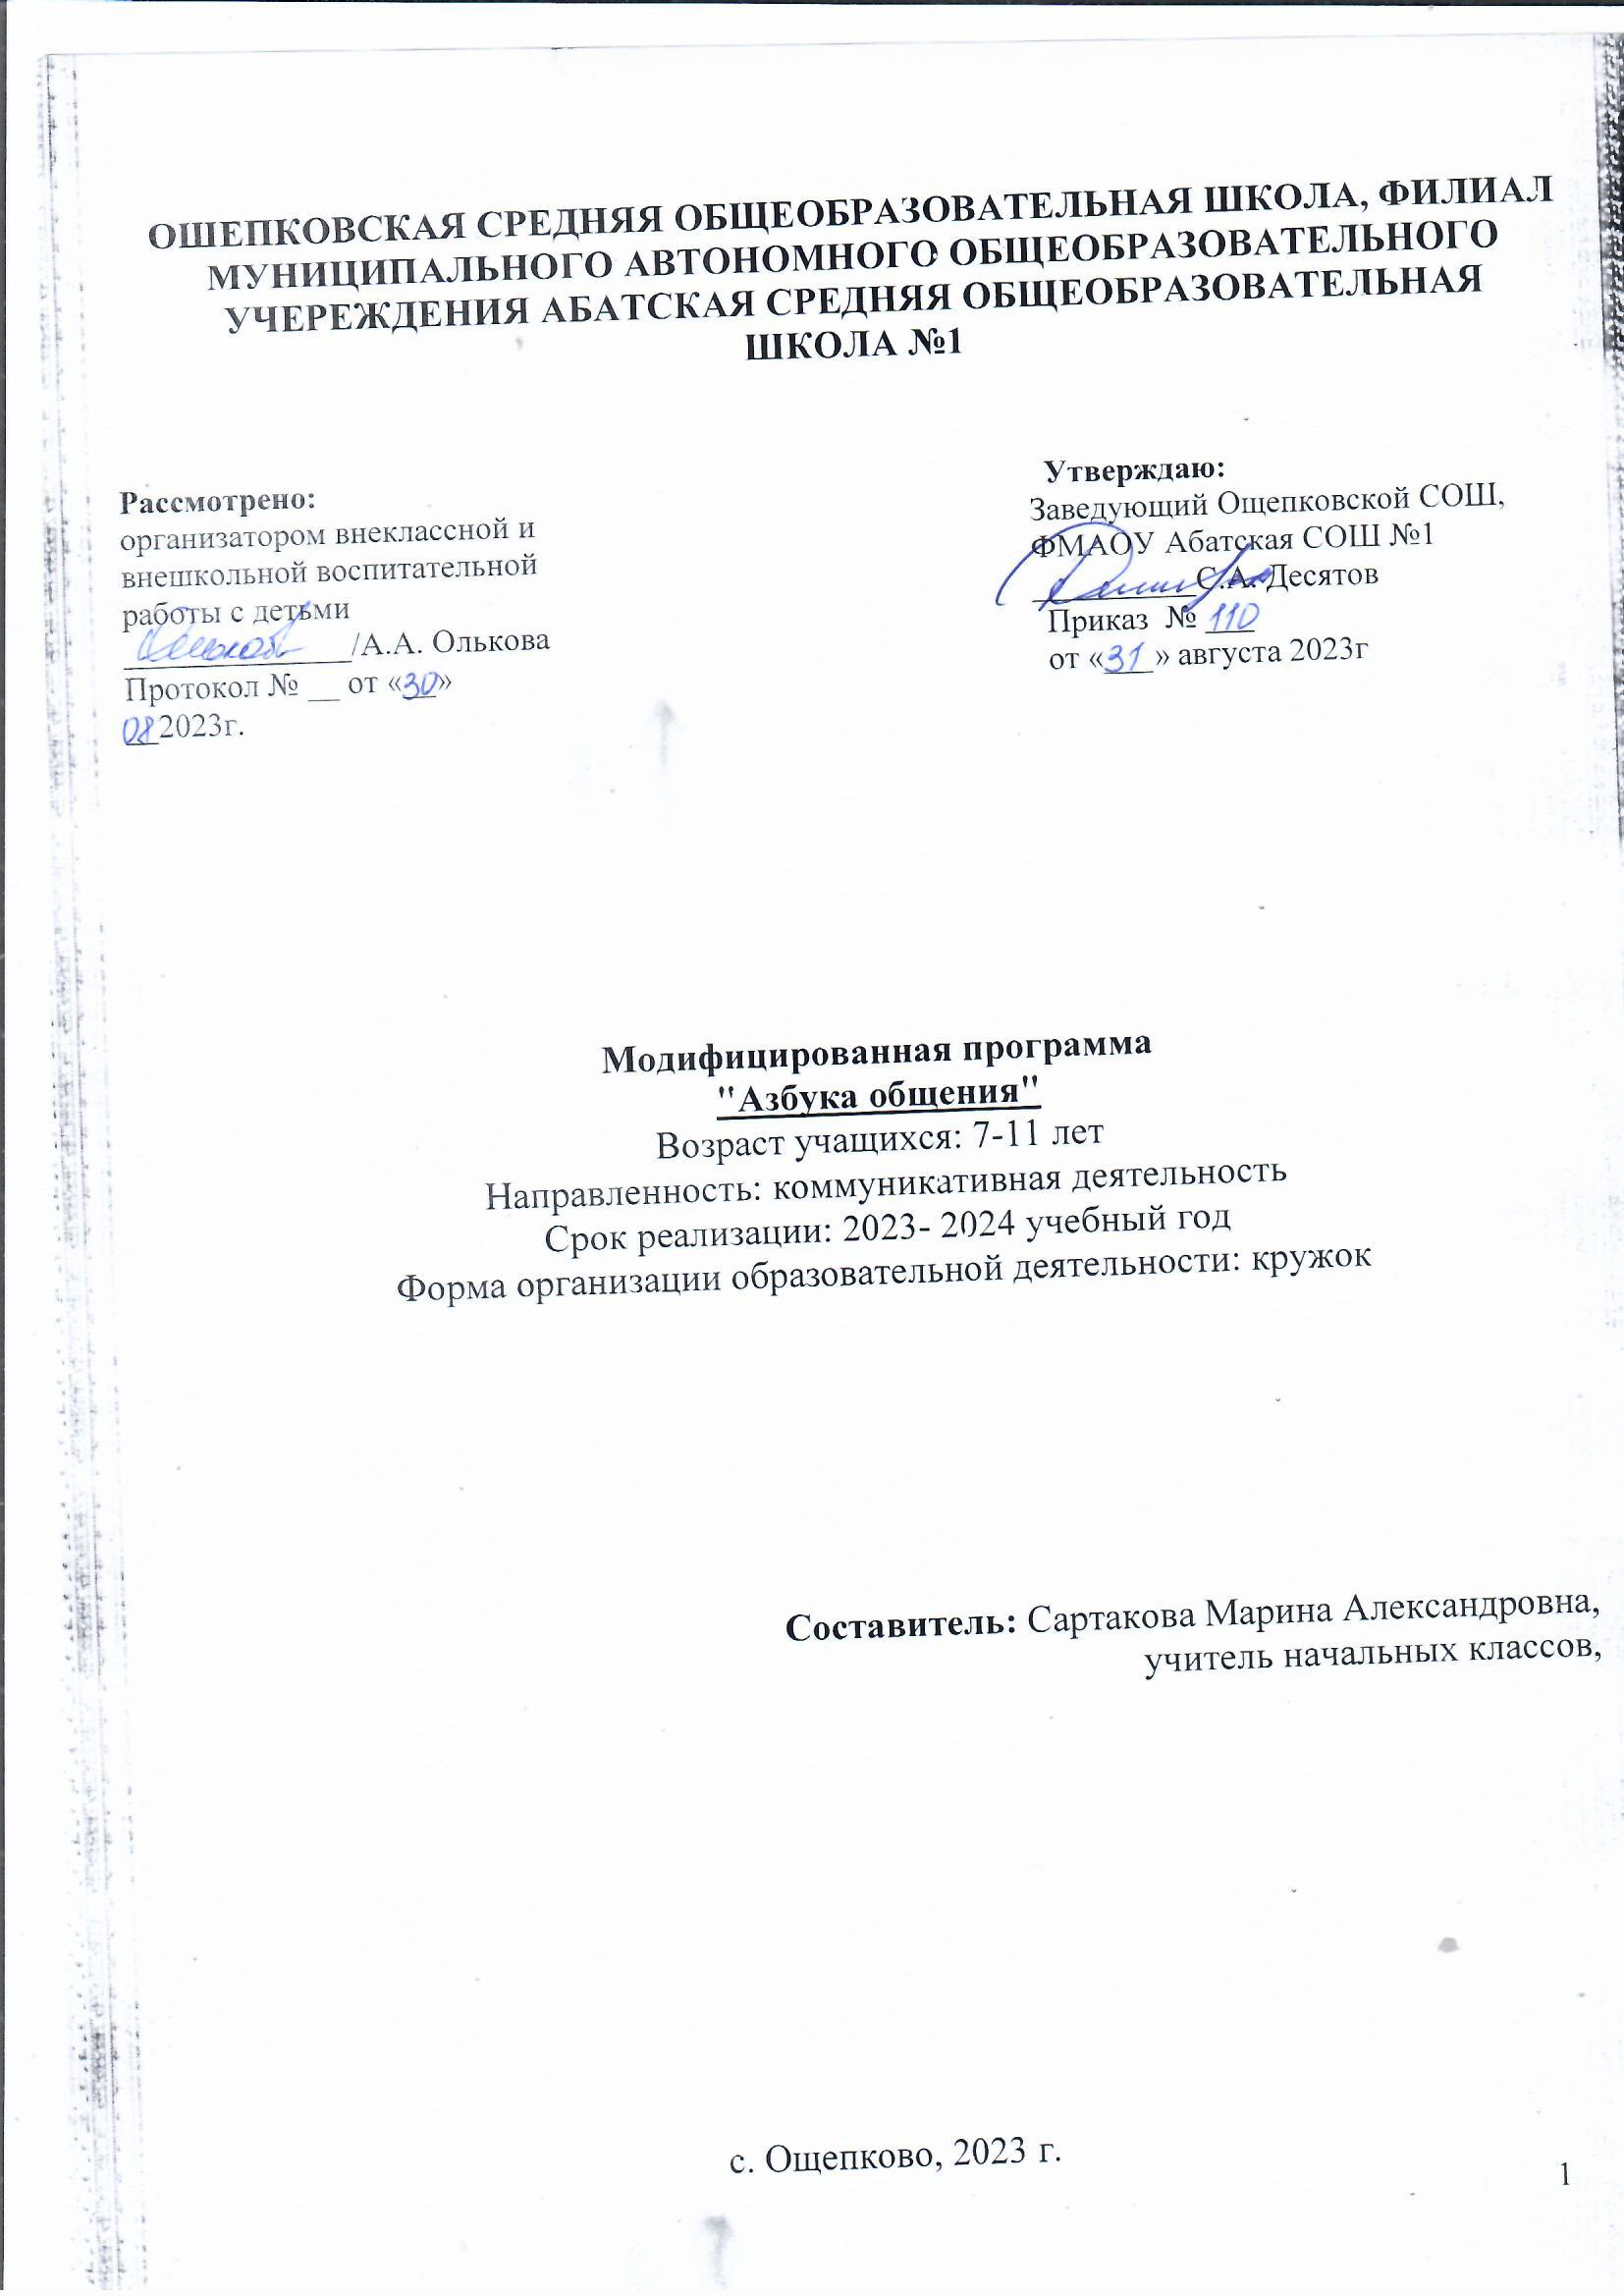 ОШЕПКОВСКАЯ СРЕДНЯЯ ОБЩЕОБРАЗОВАТЕЛЬНАЯ ШКОЛА, ФИЛИАЛ
МУНИЦИПАЛЬНОГО АВТОНОМНОГО ОБЩЕОБРАЗОВАТЕЛЬНОГО
УЧЕРЕЖДЕНИЯ АБАТСКАЯ СРЕДНЯЯ ОБЩЕОБРАЗОВАТЕЛЬНАЯ
ШКОЛА №1
Рассмотрено:
организатором внеклассной и
внешкольной воспитательной
работы с детьми
/А.А. Олькова
Протокол № __ от «30»
08 2023г.
Утверждаю:
Заведующий Ощепковской СОШ,
ФМАОУ Абатская СОШ №1
С.А. Десятов
Приказ № 110
от «31» августа 2023г
Модифицированная программа
"Азбука общения"
Возраст учащихся: 7-11 лет
Направленность: коммуникативная деятельность
Срок реализации: 2023- 2024 учебный год
Форма организации образовательной деятельности: кружок
Составитель: Сартакова Марина Александровна,
учитель начальных классов,
с. Ощепково, 2023 г.
1